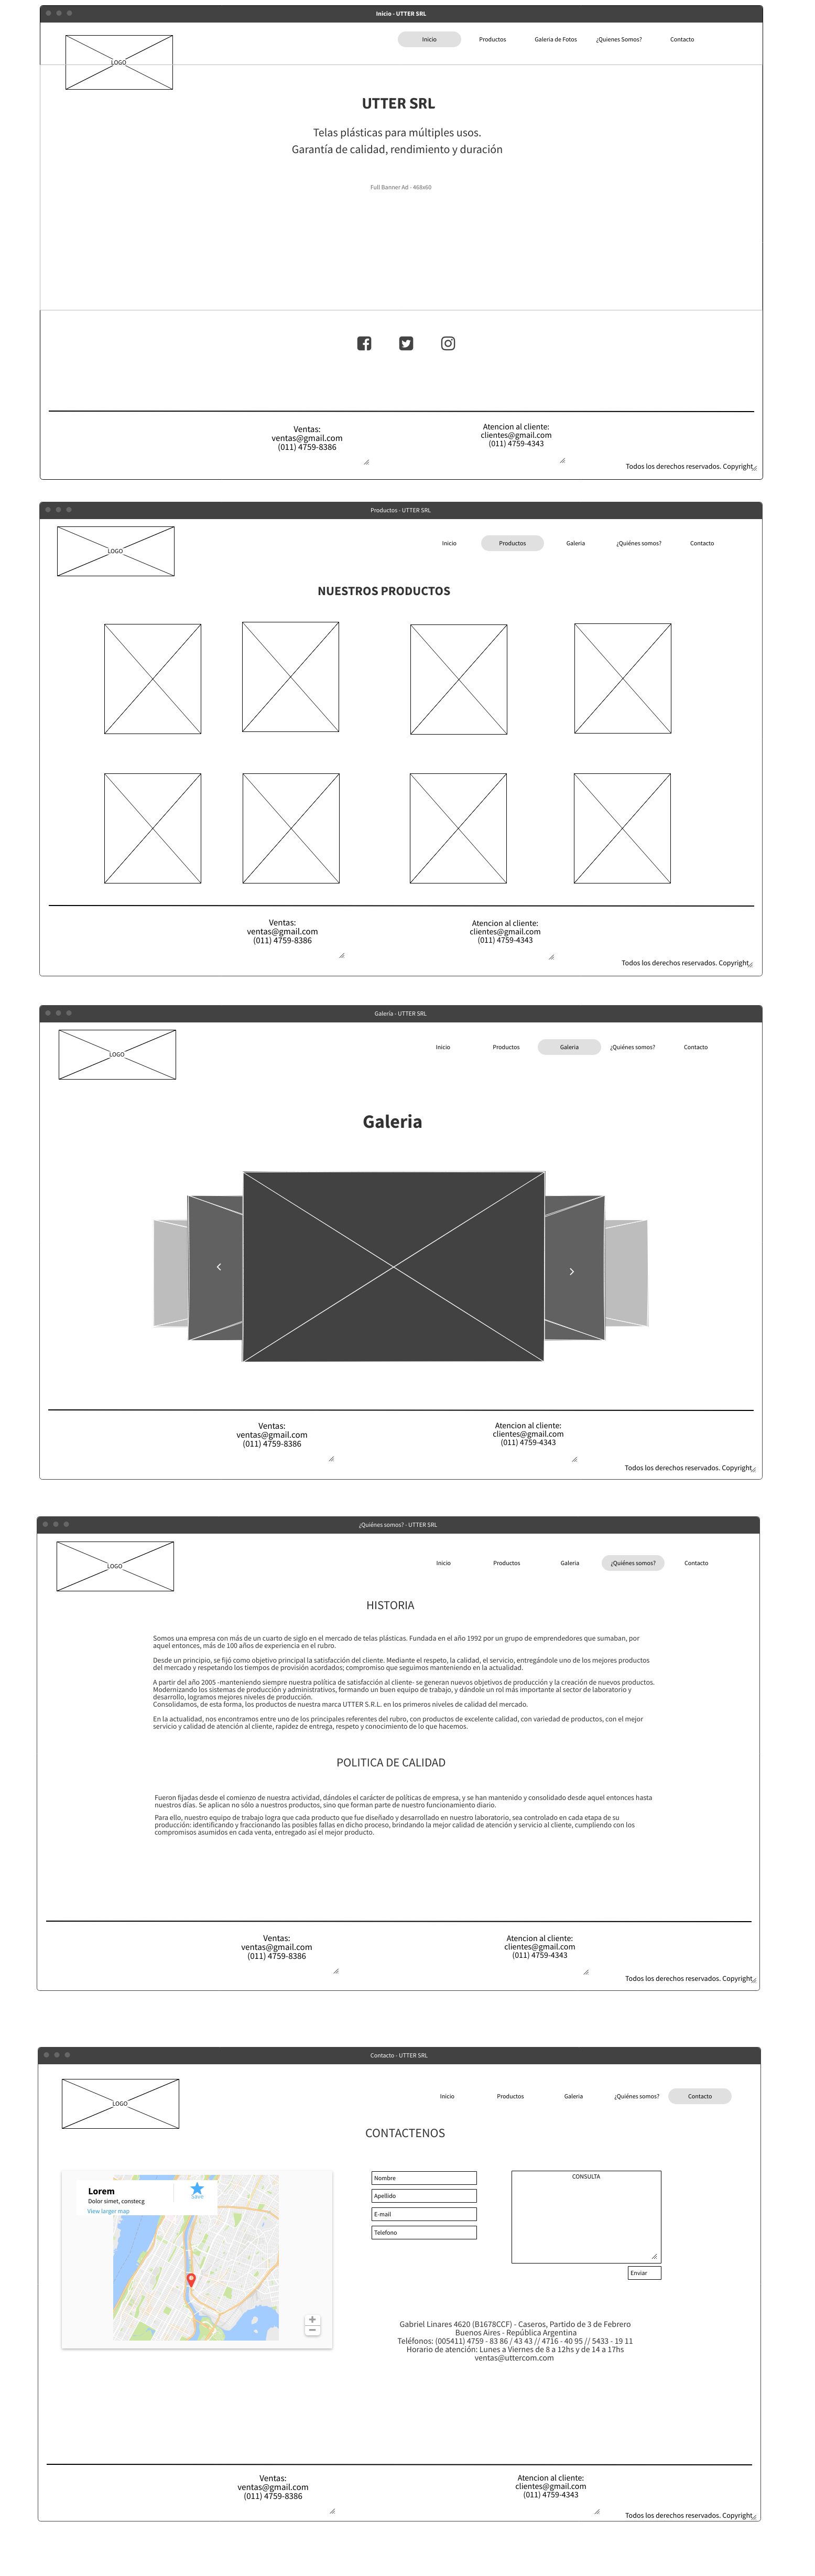 Inicio - UTTER SRL
LOGO
Inicio
Productos
Galeria de Fotos
¿Quienes Somos?
Contacto
UTTER SRL
Telas plásticas para múltiples usos.
Garantía de calidad, rendimiento y duración
Full Banner Ad - 468x60
Ventas:
ventas@gmail.com
(011) 4759-8386
Atencion al cliente:
clientes@gmail.com
(011) 4759-4343
Todos los derechos reservados. Copyright
Productos - UTTER SRL
LOGO
Inicio
Productos
Galeria
¿Quiénes somos?
Contacto
NUESTROS PRODUCTOS
Ventas:
ventas@gmail.com
(011) 4759-8386
Atencion al cliente:
clientes@gmail.com
(011) 4759-4343
Todos los derechos reservados. Copyright
Galería - UTTER SRL
LOGO
Inicio
Productos
Galeria
¿Quiénes somos?
Contacto
Galeria
Ventas:
ventas@gmail.com
(011) 4759-8386
Atencion al cliente:
clientes@gmail.com
(011) 4759-4343
Todos los derechos reservados. Copyright
¿Quiénes somos? - UTTER SRL
LOGO
Inicio
Productos
Galeria
¿Quiénes somos?
Contacto
HISTORIA
Somos una empresa con más de un cuarto de siglo en el mercado de telas plásticas. Fundada en el año 1992 por un grupo de emprendedores que sumaban, por
aquel entonces, más de 100 años de experiencia en el rubro.
Desde un principio, se fijó como objetivo principal la satisfacción del cliente. Mediante el respeto, la calidad, el servicio, entregándole uno de los mejores productos
del mercado y respetando los tiempos de provisión acordados; compromiso que seguimos manteniendo en la actualidad.
A partir del año 2005 -manteniendo siempre nuestra política de satisfacción al cliente- se generan nuevos objetivos de producción y la creación de nuevos productos.
Modernizando los sistemas de producción y administrativos, formando un buen equipo de trabajo, y dándole un rol más importante al sector de laboratorio y
desarrollo, logramos mejores niveles de producción.
Consolidamos, de esta forma, los productos de nuestra marca UTTER S.R.L. en los primeros niveles de calidad del mercado.
En la actualidad, nos encontramos entre uno de los principales referentes del rubro, con productos de excelente calidad, con variedad de productos, con el mejor
servicio y calidad de atención al cliente, rapidez de entrega, respeto y conocimiento de lo que hacemos.
POLITICA DE CALIDAD
Fueron fijadas desde el comienzo de nuestra actividad, dándoles el carácter de políticas de empresa, y se han mantenido y consolidado desde aquel entonces hasta
nuestros días. Se aplican no sólo a nuestros productos, sino que forman parte de nuestro funcionamiento diario.
Para ello, nuestro equipo de trabajo logra que cada producto que fue diseñado y desarrollado en nuestro laboratorio, sea controlado en cada etapa de su
producción: identificando y fraccionando las posibles fallas en dicho proceso, brindando la mejor calidad de atención y servicio al cliente, cumpliendo con los
compromisos asumidos en cada venta, entregado así el mejor producto.
Ventas:
ventas@gmail.com
(011) 4759-8386
Atencion al cliente:
clientes@gmail.com
(011) 4759-4343
Todos los derechos reservados. Copyright
Contacto - UTTER SRL
LOGO
Inicio
Productos
Galeria
¿Quiénes somos?
Contacto
CONTACTENOS
Lorem
Dolor simet, constecg
View larger map
Save
Nombre
Apellido
E-mail
Telefono
CONSULTA
Enviar
Gabriel Linares 4620 (B1678CCF) - Caseros, Partido de 3 de Febrero
Buenos Aires - República Argentina
Teléfonos: (005411) 4759 - 83 86 / 43 43 // 4716 - 40 95 // 5433 - 19 11
Horario de atención: Lunes a Viernes de 8 a 12hs y de 14 a 17hs
ventas@uttercom.com
Ventas:
ventas@gmail.com
(011) 4759-8386
Atencion al cliente:
clientes@gmail.com
(011) 4759-4343
Todos los derechos reservados. Copyright